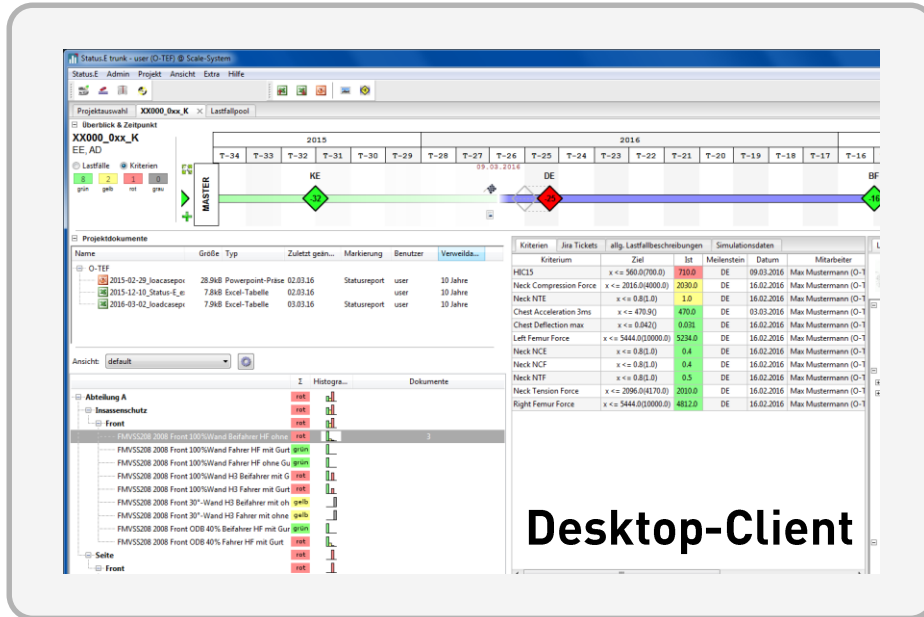 Status.E trunk - user (O-TEF) @ Scale-System
Status.E Admin Projekt Ansicht Extra Hilfe
Projektauswahl XX000_0xx_K Lastfallpool
Überblick & Zeitpunkt
XX000_0xx_K
EE, AD
Lastfälle Kriterien
8 2 1 0
grün gelb rot grau
MASTER
2015 2016
T-34 T-33 T-32 T-31 T-30 T-29 T-28 T-27 T-26 T-25 T-24 T-23 T-22 T-21 T-20 T-19 T-18 T-17 T-16
09.03.2016
KE DE BF
-32 -25 -16
Projektdokumente
Name Größe Typ Zuletzt geän... Markierung Benutzer Verweilda...
O-TEF
2015-02-29_loacasepo 28.9kB Powerpoint-Präse 02.03.16 Statusreport user 10 Jahre
2015-12-10_Status-E_e 7.8kB Excel-Tabelle 02.03.16 user 10 Jahre
2016-03-02_lowcases 7.9kB Excel-Tabelle 03.03.16 Statusreport user 10 Jahre
Ansicht: default
Σ Histogra... Dokumente
Abteilung A rot
Insassenschutz rot
Front rot
FMVSS208 2008 Front 100%Wand Beifahrer HF ohne rot 3
FMVSS208 2008 Front 100%Wand Fahrer HF mit Gurt grün
FMVSS208 2008 Front 100%Wand Fahrer HF ohne Gu grün
FMVSS208 2008 Front 100%Wand H3 Beifahrer mit G rot
FMVSS208 2008 Front 100%Wand H3 Fahrer mit Gurt rot
FMVSS208 2008 Front 30°-Wand H3 Beifahrer mit oh gelb
FMVSS208 2008 Front 30°-Wand H3 Fahrer mit ohne gelb
FMVSS208 2008 Front ODB 40% Beifahrer HF mit Gur grün
FMVSS208 2008 Front ODB 40% Fahrer HF mit Gurt rot
Seite rot
Front rot
Kriterien Jira Tickets allg. Lastfallbeschreibungen Simulationsdaten
Kriterium Ziel Ist Meilenstein Datum Mitarbeiter
HIC15 x <= 560.0(700.0) 710.0 DE 09.03.2016 Max Mustermann (O-T
Neck Compression Force x <= 2016.0(4000.0) 2030.0 DE 16.02.2016 Max Mustermann (O-T
Neck NTE x <= 0.8(1.0) 1.0 DE 16.02.2016 Max Mustermann (O-T
Chest Acceleration 3ms x <= 470.9() 470.0 DE 03.03.2016 Max Mustermann (O-T
Chest Deflection max x <= 0.042() 0.031 DE 16.02.2016 Max Mustermann (O-T
Left Femur Force x <= 5444.0(10000.0) 5234.0 DE 16.02.2016 Max Mustermann (O-T
Neck NCE x <= 0.8(1.0) 0.4 DE 16.02.2016 Max Mustermann (O-T
Neck NCF x <= 0.8(1.0) 0.4 DE 16.02.2016 Max Mustermann (O-T
Neck NTF x <= 0.8(1.0) 0.5 DE 16.02.2016 Max Mustermann (O-T
Neck Tension Force x <= 2096.0(4170.0) 2010.0 DE 16.02.2016 Max Mustermann (O-T
Right Femur Force x <= 5444.0(10000.0) 4812.0 DE 16.02.2016 Max Mustermann (O-T
Desktop-Client